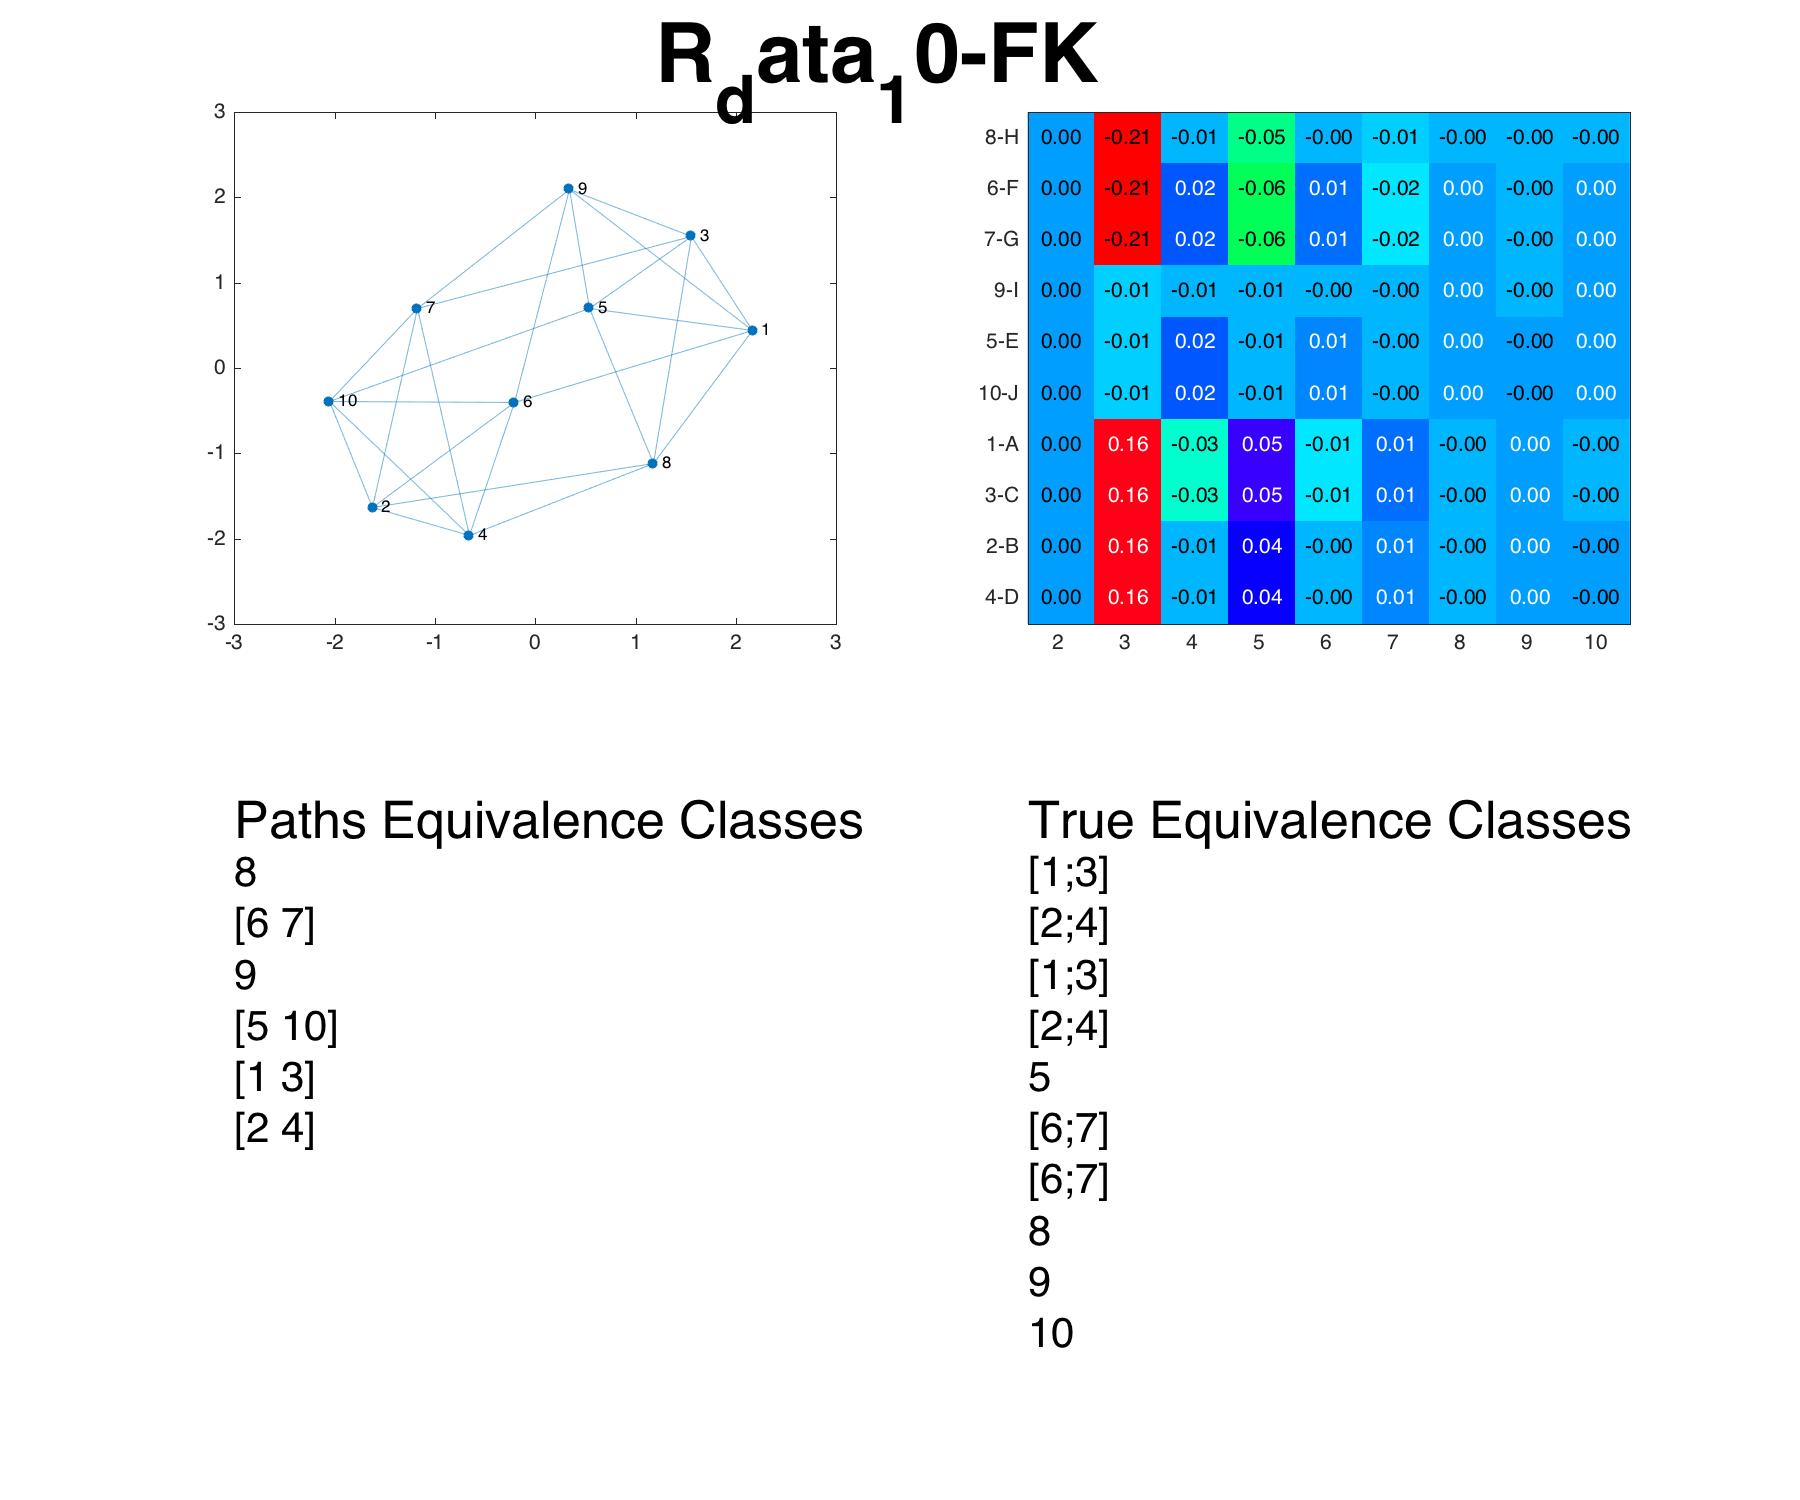 Rdata10-FK
3
2
1
0
-1
-2
-3
-3 -2 -1 0 1 2 3
9
3
7
5
1
10
6
8
2
4
8-H 0.00 -0.21 -0.01 -0.05 -0.00 -0.01 -0.00 -0.00 -0.00
6-F 0.00 -0.21 0.02 -0.06 0.01 -0.02 0.00 -0.00 0.00
7-G 0.00 -0.21 0.02 -0.06 0.01 -0.02 0.00 -0.00 0.00
9-I 0.00 -0.01 -0.01 -0.01 -0.00 -0.00 0.00 -0.00 0.00
5-E 0.00 -0.01 0.02 -0.01 0.01 -0.00 0.00 -0.00 0.00
10-J 0.00 -0.01 0.02 -0.01 0.01 -0.00 0.00 -0.00 0.00
1-A 0.00 0.16 -0.03 0.05 -0.01 0.01 -0.00 0.00 -0.00
3-C 0.00 0.16 -0.03 0.05 -0.01 0.01 -0.00 0.00 -0.00
2-B 0.00 0.16 -0.01 0.04 -0.00 0.01 -0.00 0.00 -0.00
4-D 0.00 0.16 -0.01 0.04 -0.00 0.01 -0.00 0.00 -0.00
2 3 4 5 6 7 8 9 10
Paths Equivalence Classes
8
[6 7]
9
[5 10]
[1 3]
[2 4]
True Equivalence Classes
[1;3]
[2;4]
[1;3]
[2;4]
5
[6;7]
[6;7]
8
9
10